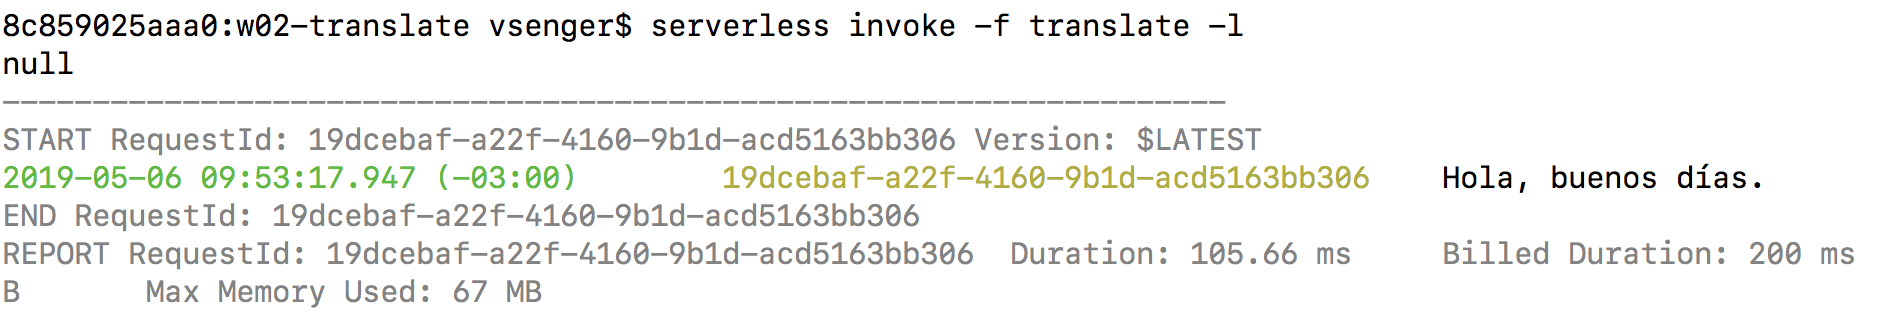 8c859025aaa0:w02-translate vsenger$ serverless invoke -f translate -l
null
--------------------------------------------------------------------
START RequestId: 19dcebaf-a22f-4160-9b1d-acd5163bb306 Version: $LATEST
2019-05-06 09:53:17.947 (-03:00)        19dcebaf-a22f-4160-9b1d-acd5163bb306    Hola, buenos días.
END RequestId: 19dcebaf-a22f-4160-9b1d-acd5163bb306
REPORT RequestId: 19dcebaf-a22f-4160-9b1d-acd5163bb306  Duration: 105.66 ms     Billed Duration: 200 ms
B       Max Memory Used: 67 MB